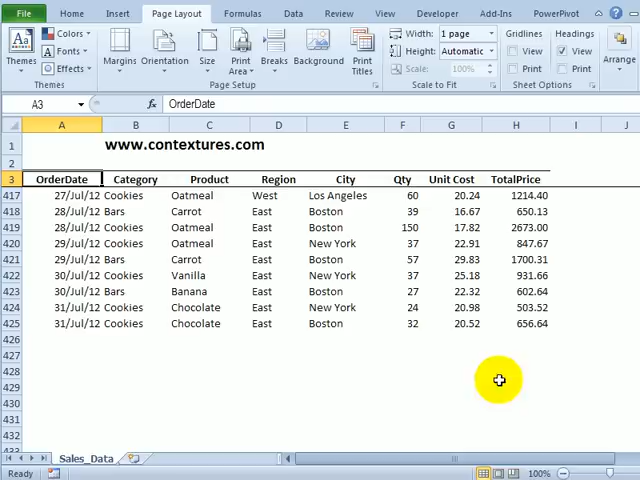 File Home Insert Page Layout Formulas Data Review View Developer Add-Ins PowerPivot
Themes Colors Fonts Effects
Margins Orientation Size Print Area Breaks Background Print Titles
Width: 1 page Height: Automatic Scale: 100%
Gridlines View Print Headings View Print
Arrange
Themes Page Setup Scale to Fit Sheet Options
A3 fx OrderDate
A B C D E F G H I J
1 www.contextures.com
2
3 OrderDate Category Product Region City Qty Unit Cost TotalPrice
417 27/Jul/12 Cookies Oatmeal West Los Angeles 60 20.24 1214.40
418 28/Jul/12 Bars Carrot East Boston 39 16.67 650.13
419 28/Jul/12 Cookies Oatmeal East Boston 150 17.82 2673.00
420 29/Jul/12 Cookies Oatmeal East New York 37 22.91 847.67
421 29/Jul/12 Bars Carrot East Boston 57 29.83 1700.31
422 30/Jul/12 Cookies Vanilla East New York 37 25.18 931.66
423 30/Jul/12 Bars Banana East Boston 27 22.32 602.64
424 31/Jul/12 Cookies Chocolate East New York 24 20.98 503.52
425 31/Jul/12 Cookies Chocolate East Boston 32 20.52 656.64
426
427
428
429
430
431
432
433
Sales_Data
Ready 100%